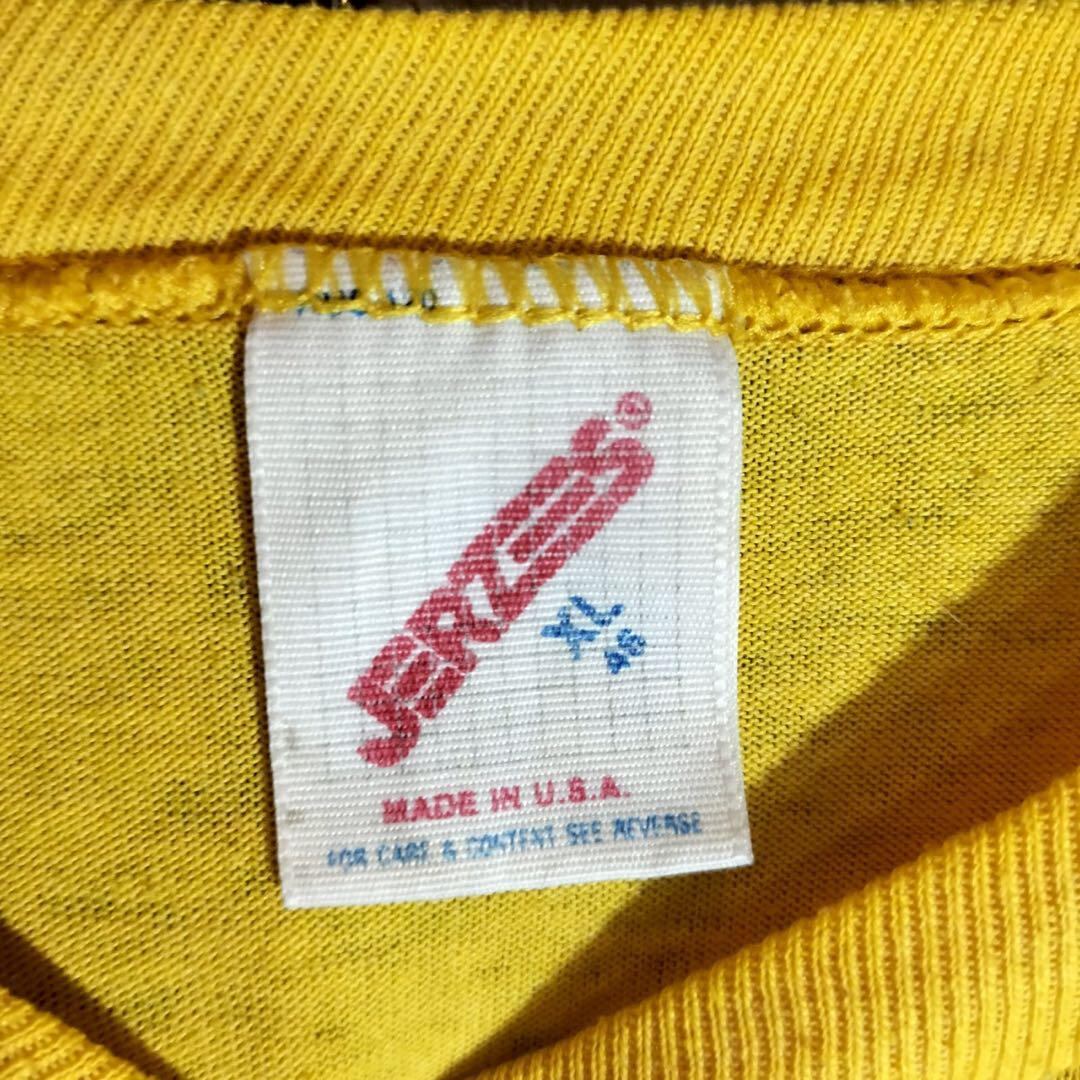 JERZEES®
XL
46
MADE IN U.S.A.
FOR CARE & CONTENT SEE REVERSE